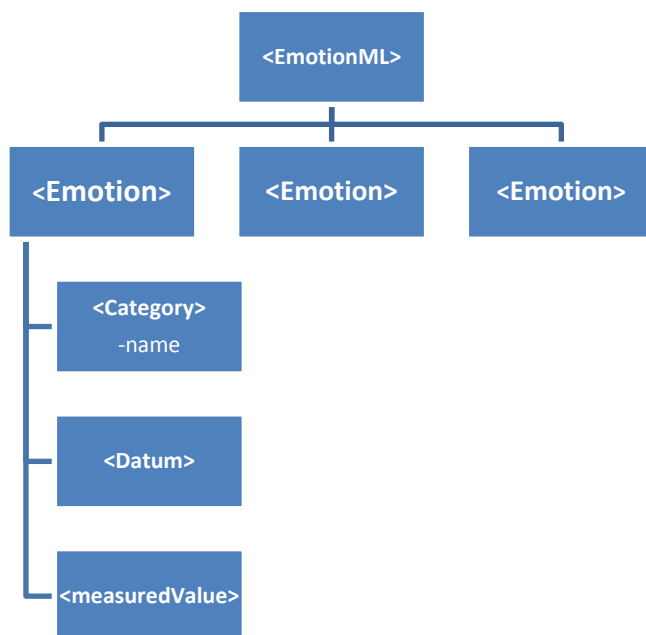 <EmotionML>
<Emotion>
<Emotion>
<Emotion>
<Category>
-name
<Datum>
<measuredValue>